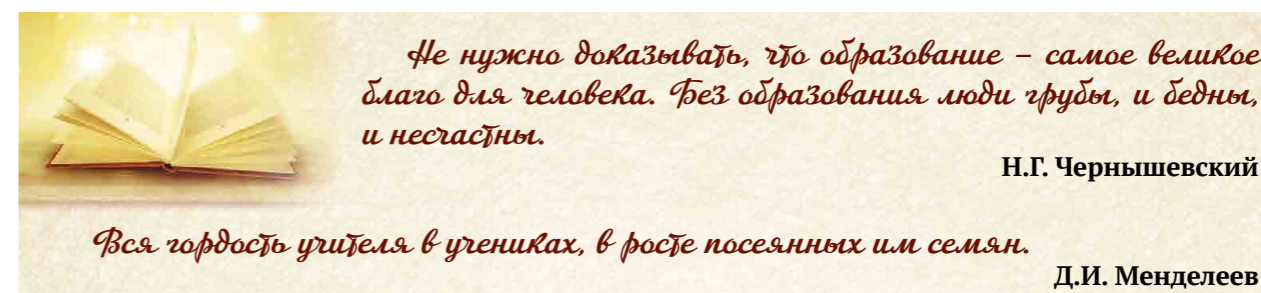 Не нужно доказывать, что образование – самое великое
благо для человека. Без образования люди грубы, и бедны,
и несчастны.
Н.Г. Чернышевский
Вся гордость учителя в учениках, в росте посеянных им семян.
Д.И. Менделеев